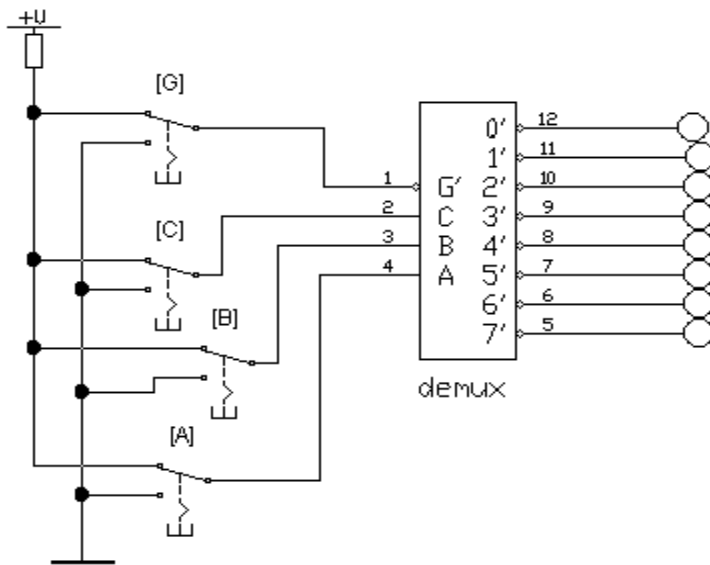 +U
[G]
[C]
[B]
[A]
1 G'
2 C
3 B
4 A
0' 12
1' 11
2' 10
3' 9
4' 8
5' 7
6' 6
7' 5
demux